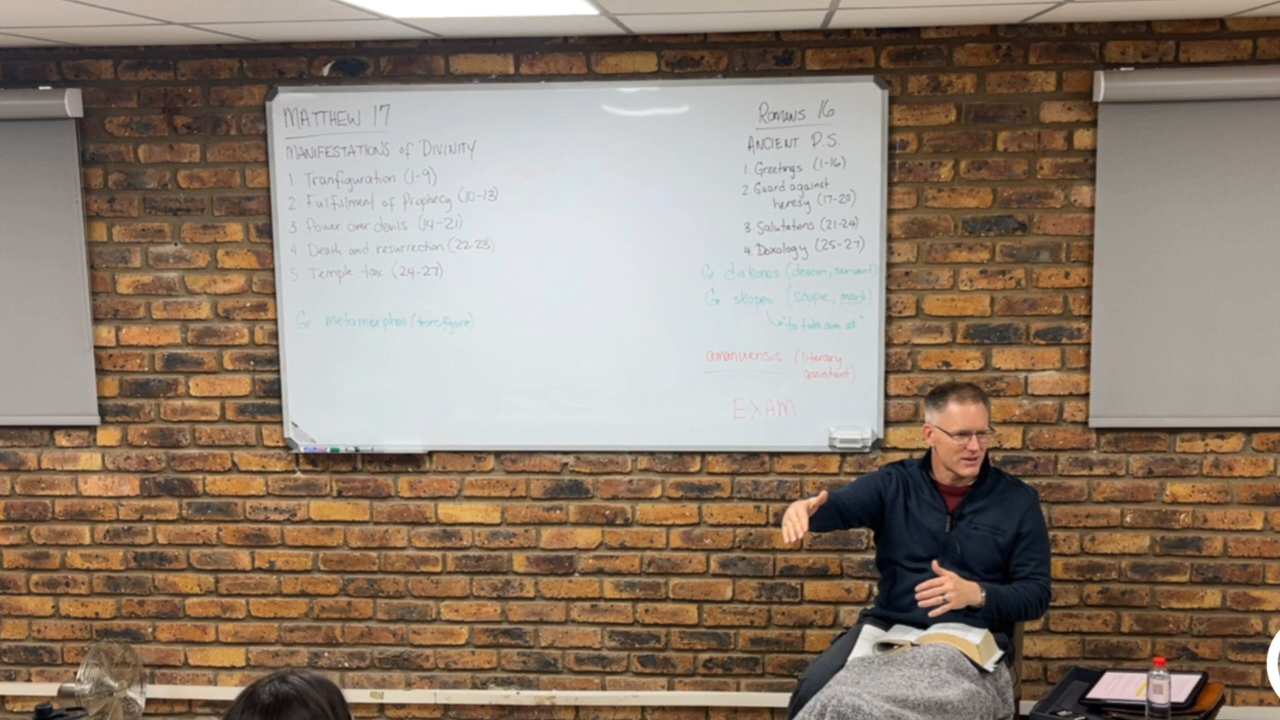 MATTHEW 17
MANIFESTATIONS of DIVINITY
1 Tranfiguration (1-9)
2 Fulfilment of Prophecy (10-13)
3 Power over devils (14-21)
4 Death and resurrection (22-23)
5 Temple tax (24-27)
Gr metamorphoo (transfigure)
Romans 16
ANCIENT P.S.
1. Greetings (1-16)
2. Guard against
heresy (17-20)
3. Salutations (21-24)
4. Doxology (25-27)
Gr diakonos (deacon, servant)
Gr skopeo (scope, mark)
"to take aim at"
amanuensis (literary
assistant)
EXAM